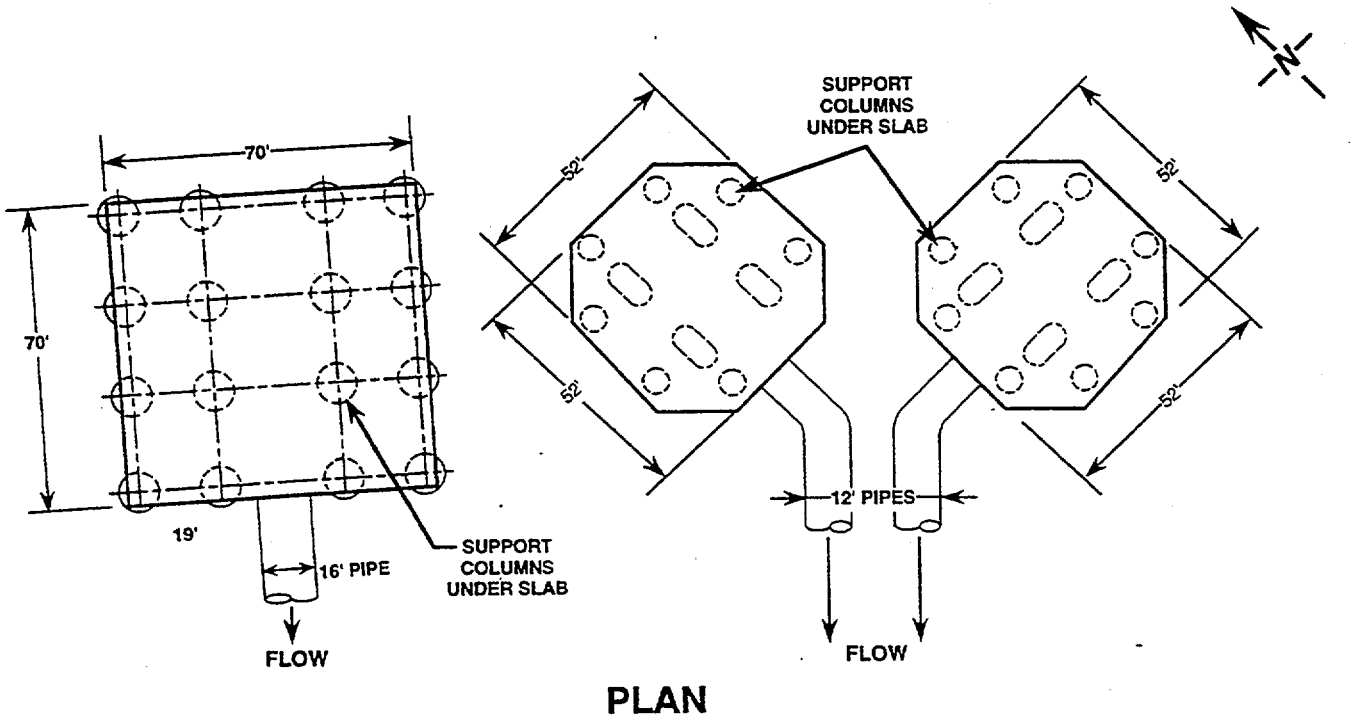 N
SUPPORT
COLUMNS
UNDER SLAB
70'
52'
52'
70'
52'
52'
12' PIPES
19'
16' PIPE
SUPPORT
COLUMNS
UNDER SLAB
FLOW
FLOW
PLAN